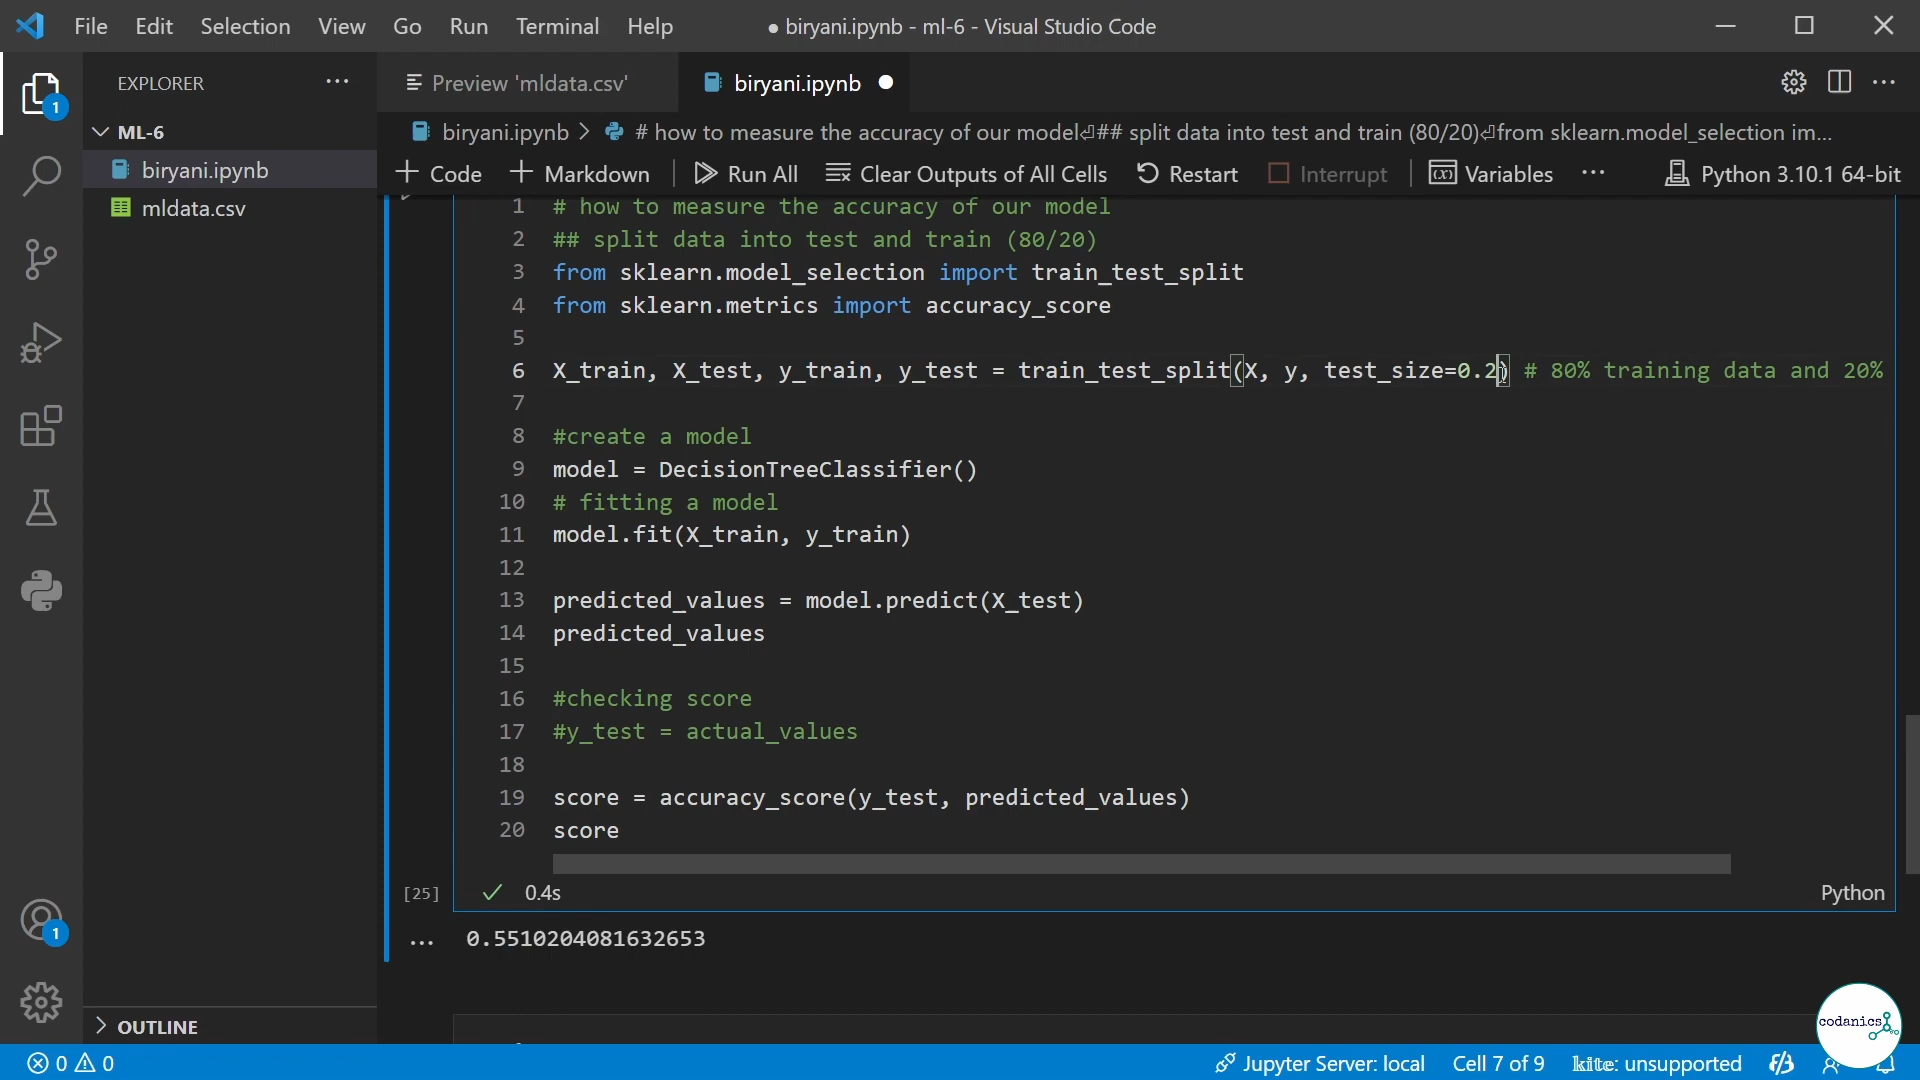 File Edit Selection View Go Run Terminal Help
● biryani.ipynb - ml-6 - Visual Studio Code
EXPLORER
Preview 'mldata.csv'
biryani.ipynb
1
ML-6
biryani.ipynb
mldata.csv
biryani.ipynb > # how to measure the accuracy of our model⏎## split data into test and train (80/20)⏎from sklearn.model_selection im...
Code Markdown Run All Clear Outputs of All Cells Restart Interrupt Variables Python 3.10.1 64-bit
1 # how to measure the accuracy of our model
2 ## split data into test and train (80/20)
3 from sklearn.model_selection import train_test_split
4 from sklearn.metrics import accuracy_score
5
6 X_train, X_test, y_train, y_test = train_test_split(X, y, test_size=0.2) # 80% training data and 20%
7
8 #create a model
9 model = DecisionTreeClassifier()
10 # fitting a model
11 model.fit(X_train, y_train)
12
13 predicted_values = model.predict(X_test)
14 predicted_values
15
16 #checking score
17 #y_test = actual_values
18
19 score = accuracy_score(y_test, predicted_values)
20 score
[25] 0.4s Python
0.5510204081632653
1
OUTLINE
codanics
0 0 Jupyter Server: local Cell 7 of 9 kite: unsupported